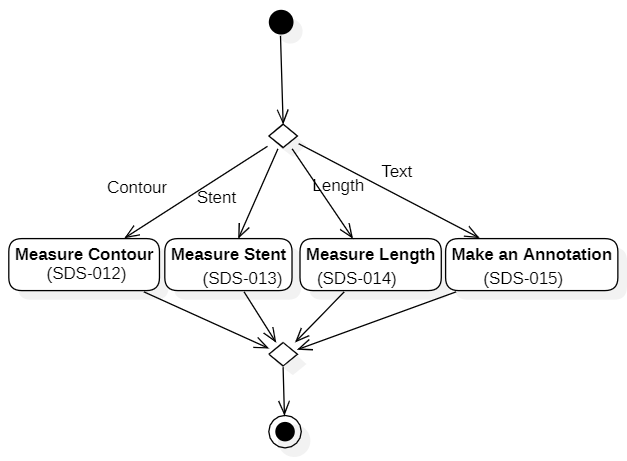 Text
Contour
Stent
Length
Measure Contour
(SDS-012)
Measure Stent
(SDS-013)
Measure Length
(SDS-014)
Make an Annotation
(SDS-015)